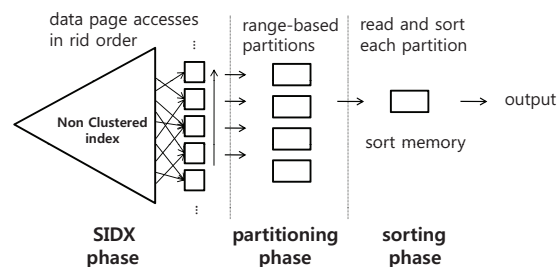 data page accesses
in rid order
range-based
partitions
read and sort
each partition
...
Non Clustered
index
output
sort memory
...
SIDX
phase
partitioning
phase
sorting
phase